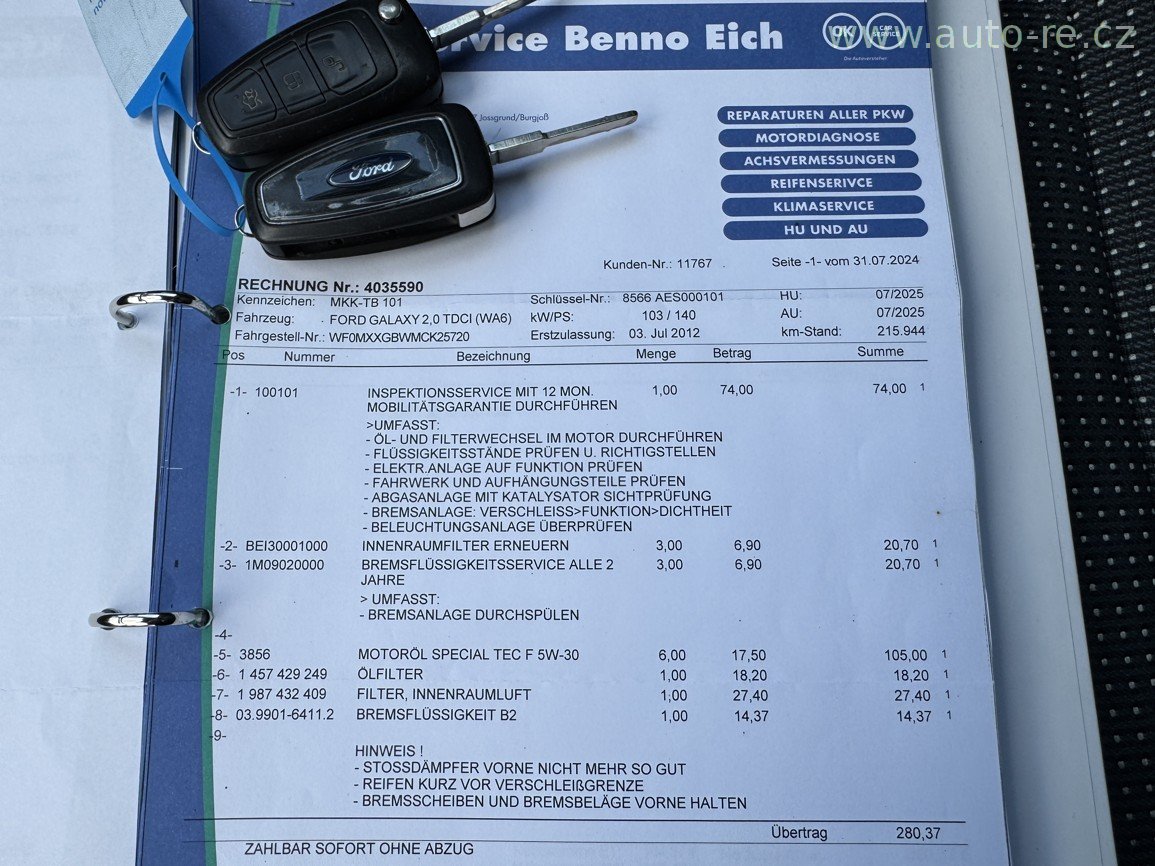 rvice Benno Eich
OK CAR SERVICE
www.auto-re.cz
Die Autoversteher
Jossgrund/Burgjoß
Ford
REPARATUREN ALLER PKW
MOTORDIAGNOSE
ACHSVERMESSUNGEN
REIFENSERIVCE
KLIMASERVICE
HU UND AU
Kunden-Nr.: 11767 Seite -1- vom 31.07.2024
RECHNUNG Nr.: 4035590
Kennzeichen: MKK-TB 101 Schlüssel-Nr.: 8566 AES000101 HU: 07/2025
Fahrzeug: FORD GALAXY 2,0 TDCI (WA6) kW/PS: 103 / 140 AU: 07/2025
Fahrgestell-Nr.: WF0MXXGBWMCK25720 Erstzulassung: 03. Jul 2012 km-Stand: 215.944
Pos Nummer Bezeichnung Menge Betrag Summe
-1- 100101 INSPEKTIONSSERVICE MIT 12 MON. 1,00 74,00 74,00 1
MOBILITÄTSGARANTIE DURCHFÜHREN
>UMFASST:
- ÖL- UND FILTERWECHSEL IM MOTOR DURCHFÜHREN
- FLÜSSIGKEITSSTÄNDE PRÜFEN U. RICHTIGSTELLEN
- ELEKTR.ANLAGE AUF FUNKTION PRÜFEN
- FAHRWERK UND AUFHÄNGUNGSTEILE PRÜFEN
- ABGASANLAGE MIT KATALYSATOR SICHTPRÜFUNG
- BREMSANLAGE: VERSCHLEISS>FUNKTION>DICHTHEIT
- BELEUCHTUNGSANLAGE ÜBERPRÜFEN
-2- BEI30001000 INNENRAUMFILTER ERNEUERN 3,00 6,90 20,70 1
-3- 1M09020000 BREMSFLÜSSIGKEITSSERVICE ALLE 2 3,00 6,90 20,70 1
JAHRE
> UMFASST:
- BREMSANLAGE DURCHSPÜLEN
-4-
-5- 3856 MOTORÖL SPECIAL TEC F 5W-30 6,00 17,50 105,00 1
-6- 1 457 429 249 ÖLFILTER 1,00 18,20 18,20 1
-7- 1 987 432 409 FILTER, INNENRAUMLUFT 1,00 27,40 27,40 1
-8- 03.9901-6411.2 BREMSFLÜSSIGKEIT B2 1,00 14,37 14,37 1
-9-
HINWEIS !
- STOSSDÄMPFER VORNE NICHT MEHR SO GUT
- REIFEN KURZ VOR VERSCHLEIßGRENZE
- BREMSSCHEIBEN UND BREMSBELÄGE VORNE HALTEN
Übertrag 280,37
ZAHLBAR SOFORT OHNE ABZUG